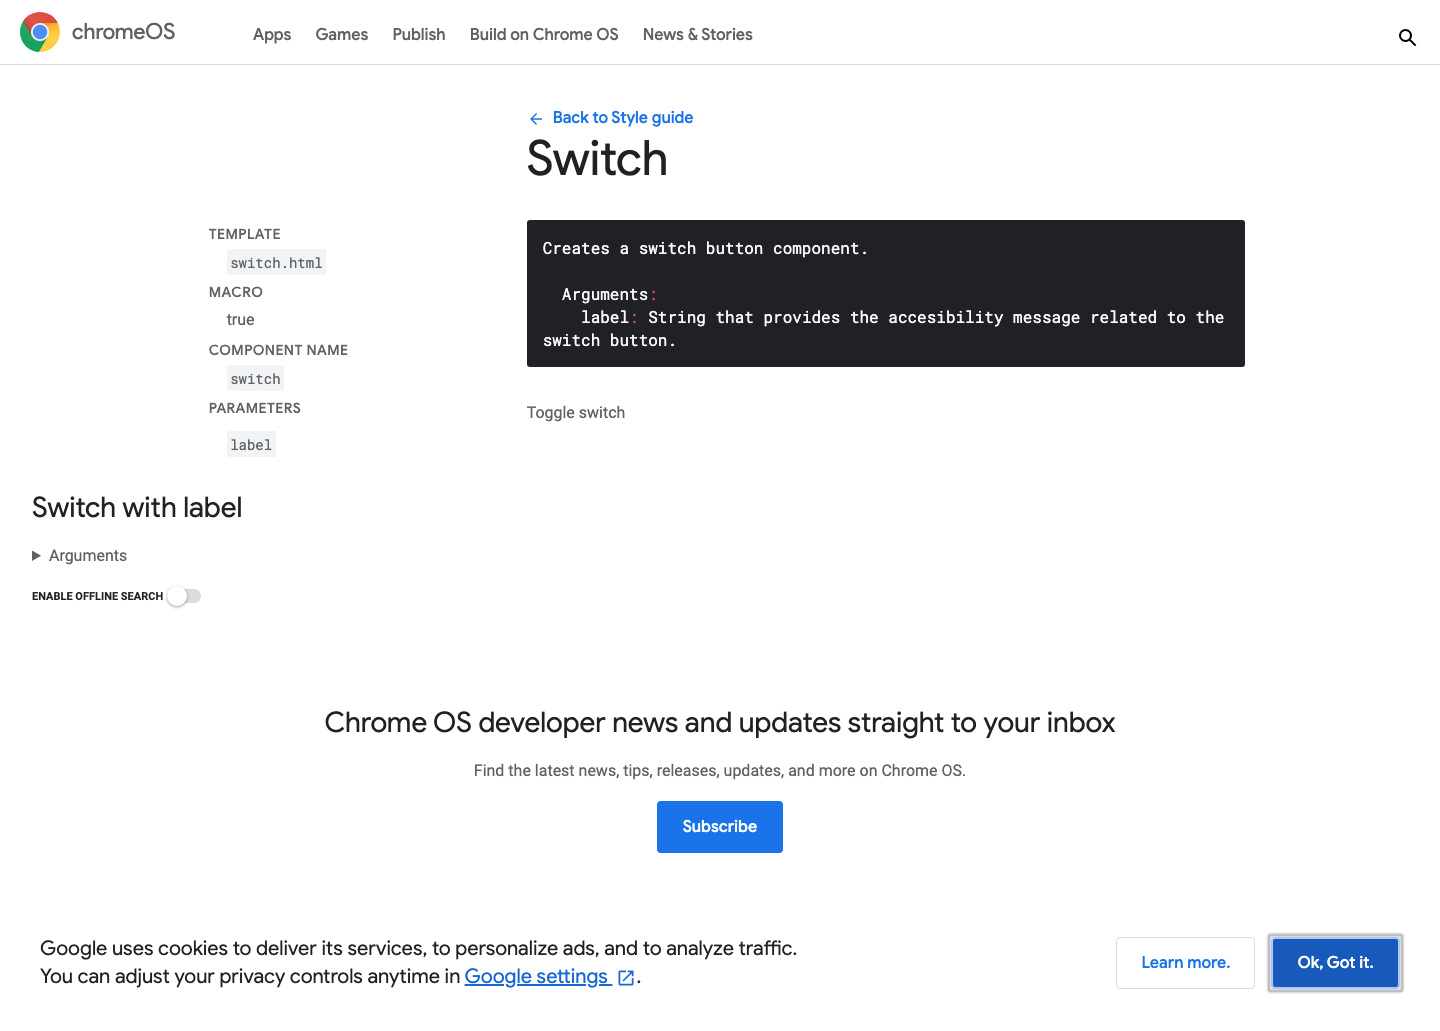 chromeOS
Apps Games Publish Build on Chrome OS News & Stories
Back to Style guide
Switch
TEMPLATE
switch.html
MACRO
true
COMPONENT NAME
switch
PARAMETERS
label
Creates a switch button component.
Arguments:
label: String that provides the accesibility message related to the
switch button.
Toggle switch
Switch with label
Arguments
ENABLE OFFLINE SEARCH
Chrome OS developer news and updates straight to your inbox
Find the latest news, tips, releases, updates, and more on Chrome OS.
Subscribe
Google uses cookies to deliver its services, to personalize ads, and to analyze traffic.
You can adjust your privacy controls anytime in Google settings .
Learn more.
Ok, Got it.